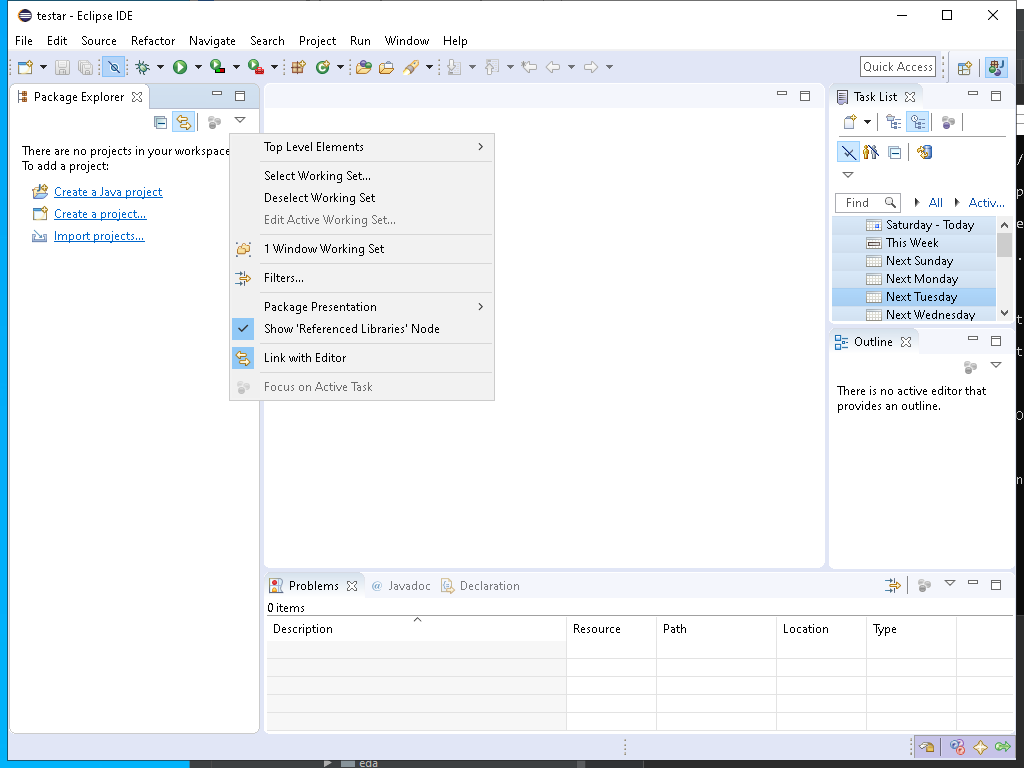 testar - Eclipse IDE
File Edit Source Refactor Navigate Search Project Run Window Help
Quick Access
Package Explorer
There are no projects in your workspace
To add a project:
Create a Java project
Create a project...
Import projects...
Top Level Elements
Select Working Set...
Deselect Working Set
Edit Active Working Set...
1 Window Working Set
Filters...
Package Presentation
Show 'Referenced Libraries' Node
Link with Editor
Focus on Active Task
Task List
Find
All
Activ...
Saturday - Today
This Week
Next Sunday
Next Monday
Next Tuesday
Next Wednesday
Outline
There is no active editor that
provides an outline.
Problems
@ Javadoc
Declaration
0 items
Description Resource Path Location Type
eda